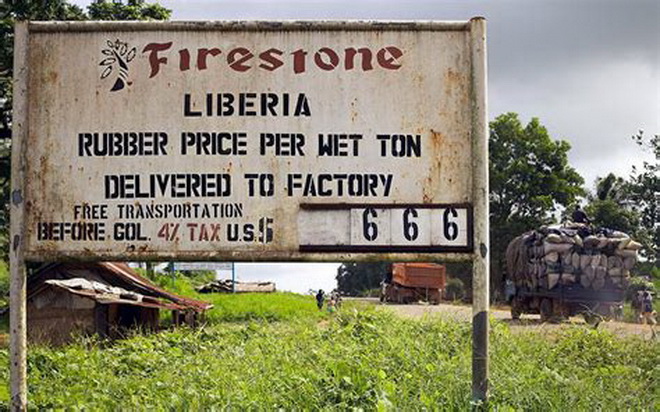 Firestone
LIBERIA
RUBBER PRICE PER WET TON
DELIVERED TO FACTORY
FREE TRANSPORTATION
BEFORE GOL. 4% TAX U.S.$ 666